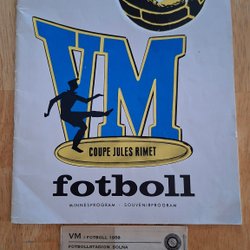 VM
COUPE JULES RIMET
fotboll
MINNESPROGRAM SOUVENIRPROGRAM
VM I FOTBOLL 1958
FOTBOLLSTADION SOLNA